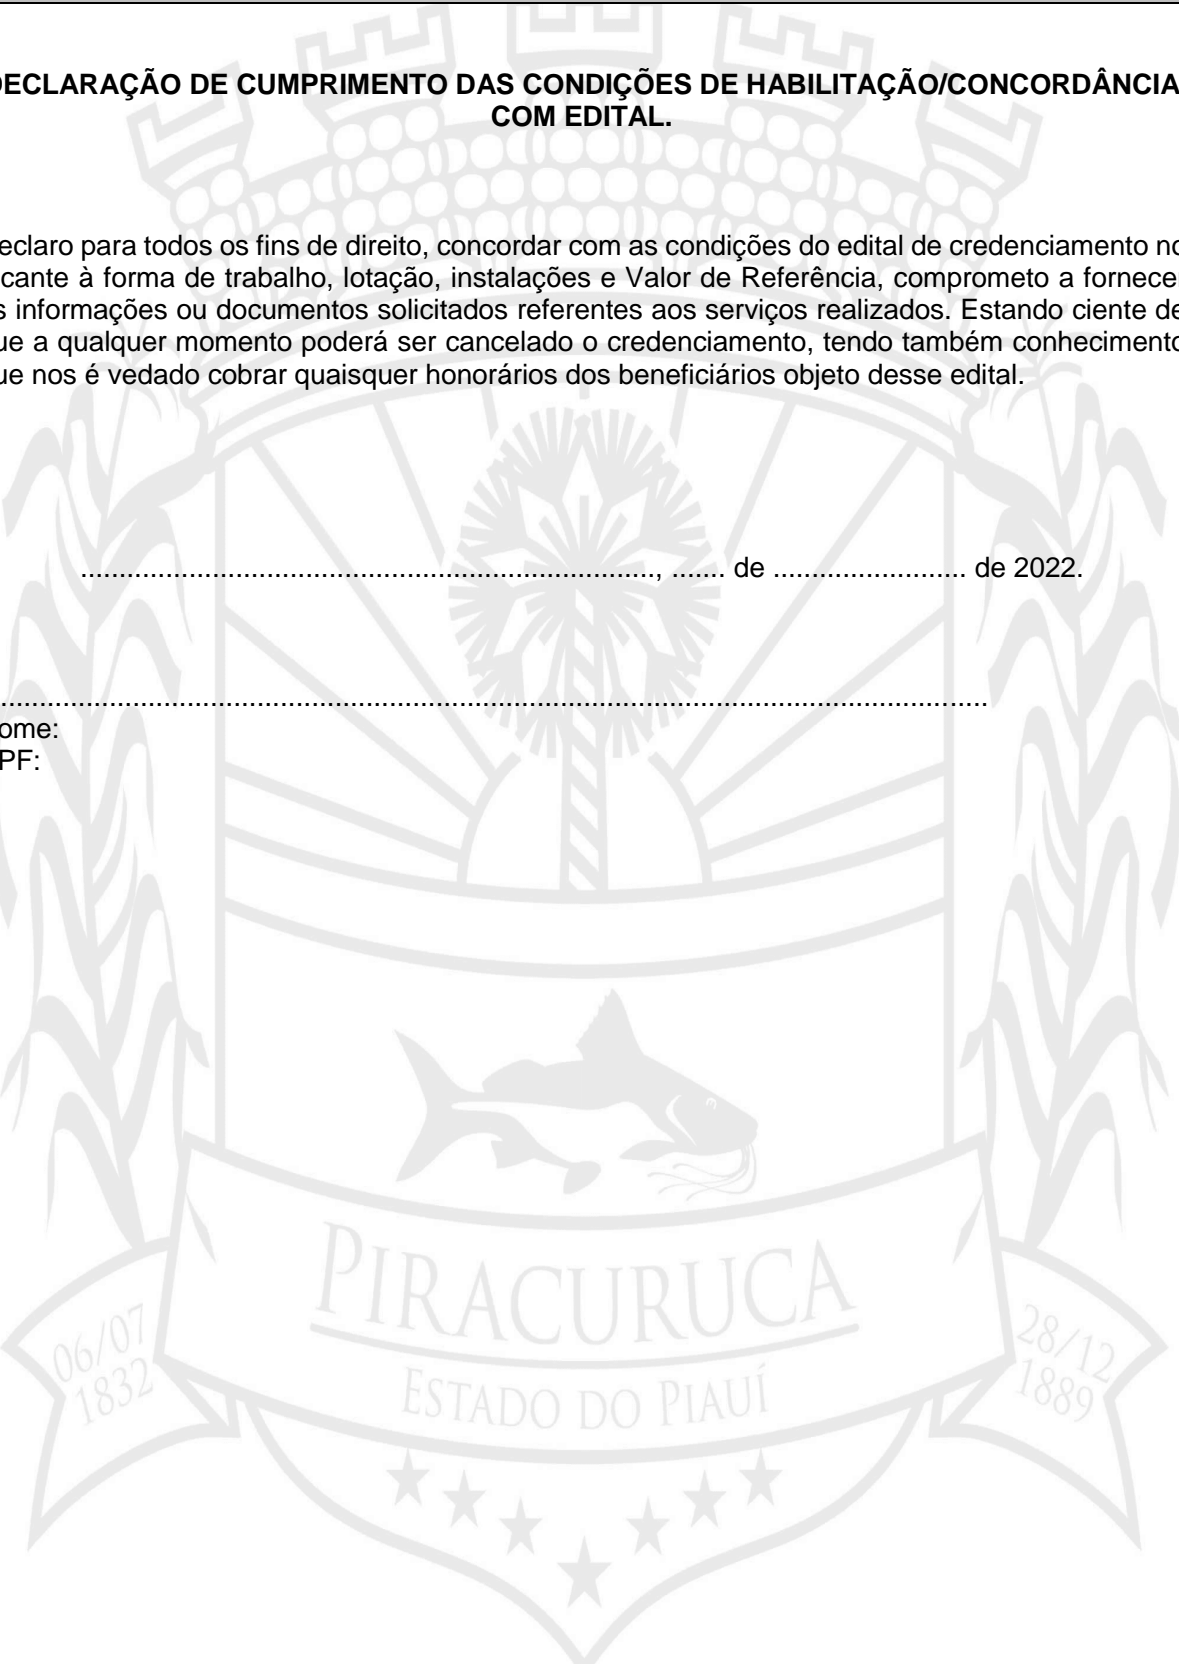 DECLARAÇÃO DE CUMPRIMENTO DAS CONDIÇÕES DE HABILITAÇÃO/CONCORDÂNCIA
COM EDITAL.
eclaro para todos os fins de direito, concordar com as condições do edital de credenciamento no
cante à forma de trabalho, lotação, instalações e Valor de Referência, comprometo a fornecer
s informações ou documentos solicitados referentes aos serviços realizados. Estando ciente de
ue a qualquer momento poderá ser cancelado o credenciamento, tendo também conhecimento
ue nos é vedado cobrar quaisquer honorários dos beneficiários objeto desse edital.
..........................................................................., ....... de ......................... de 2022.
.................................................................................................................................
ome:
PF:
PIRACURUCA
ESTADO DO PIAUÍ
06/07
1832
28/12
1889